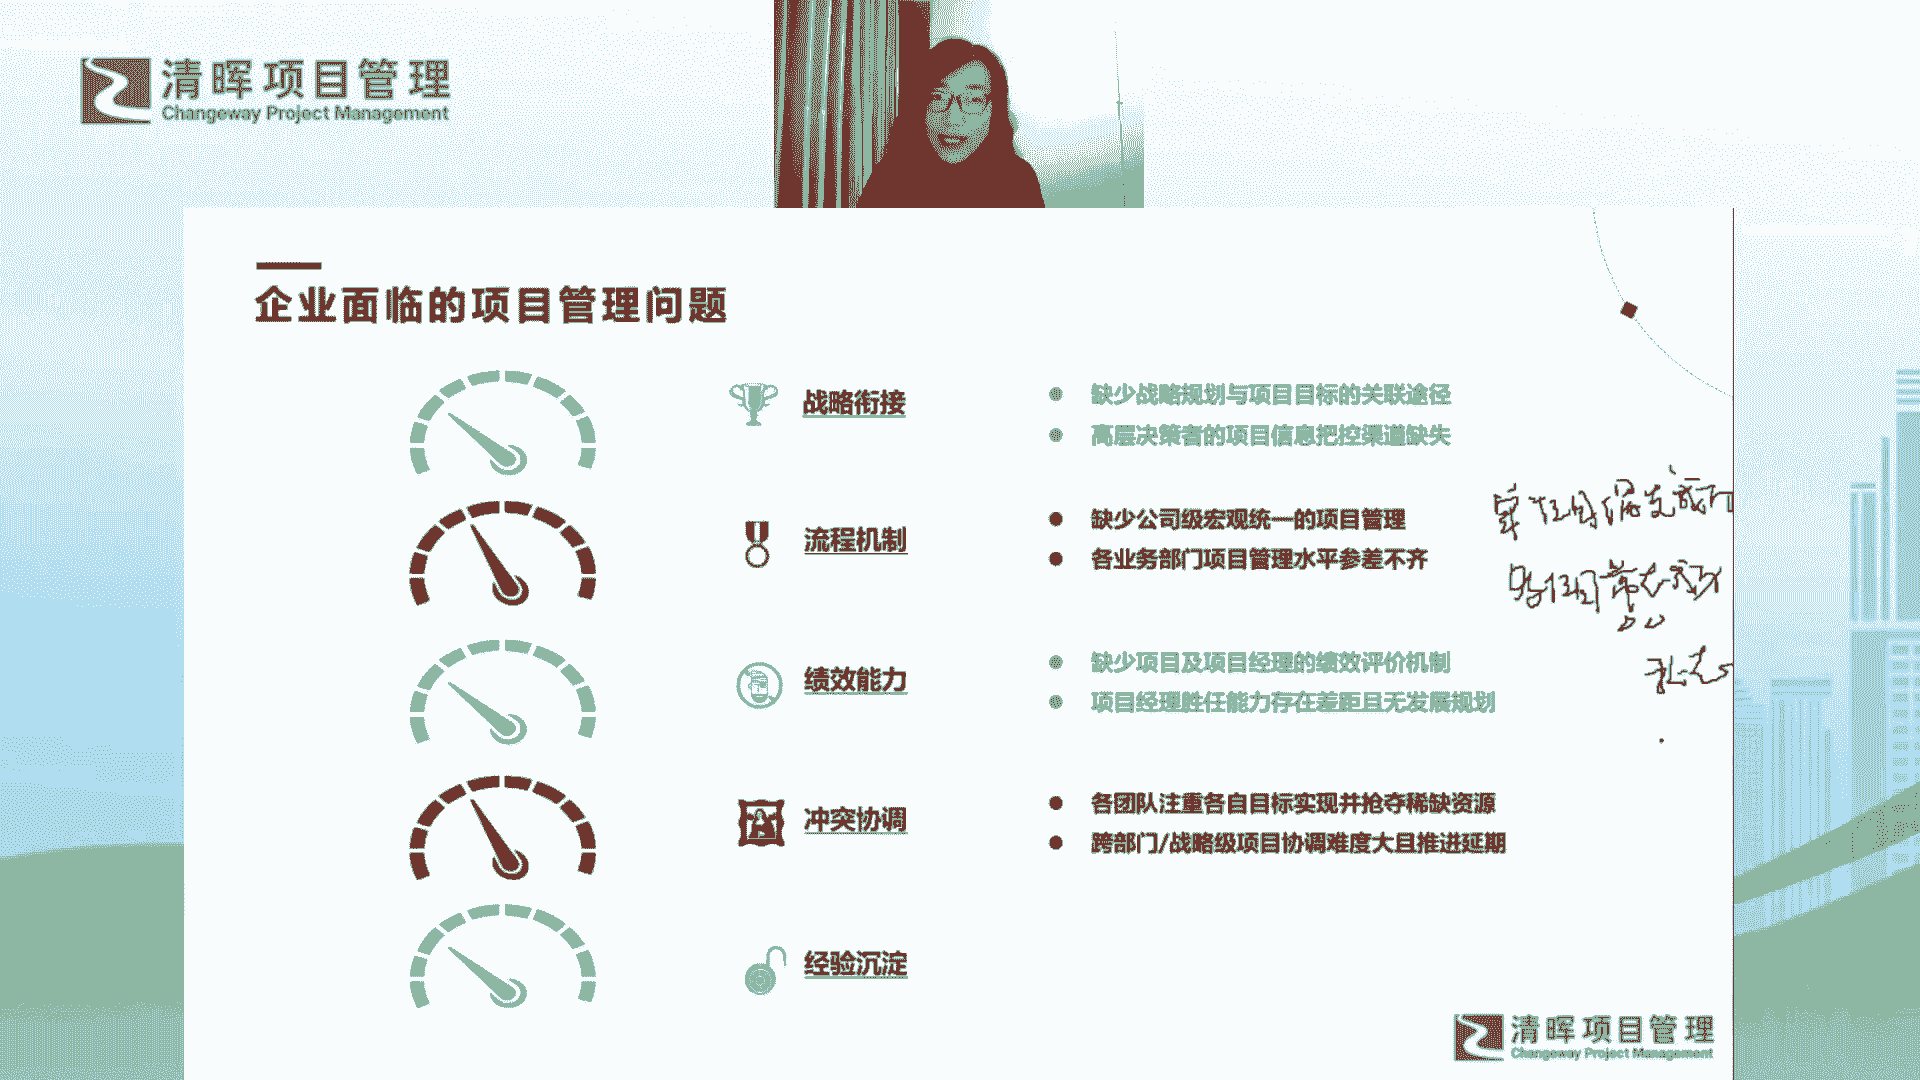 清晖项目管理
Changeway Project Management
企业面临的项目管理问题
战略衔接
缺少战略规划与项目目标的关联途径
高层决策者的项目信息把控渠道缺失
流程机制
缺少公司级宏观统一的项目管理
各业务部门项目管理水平参差不齐
绩效能力
缺少项目及项目经理的绩效评价机制
项目经理胜任能力存在差距且无发展规划
冲突协调
各团队注重各自目标实现并抢夺稀缺资源
跨部门/战略级项目协调难度大且推进延期
经验沉淀
清晖项目管理
Changeway Project Management